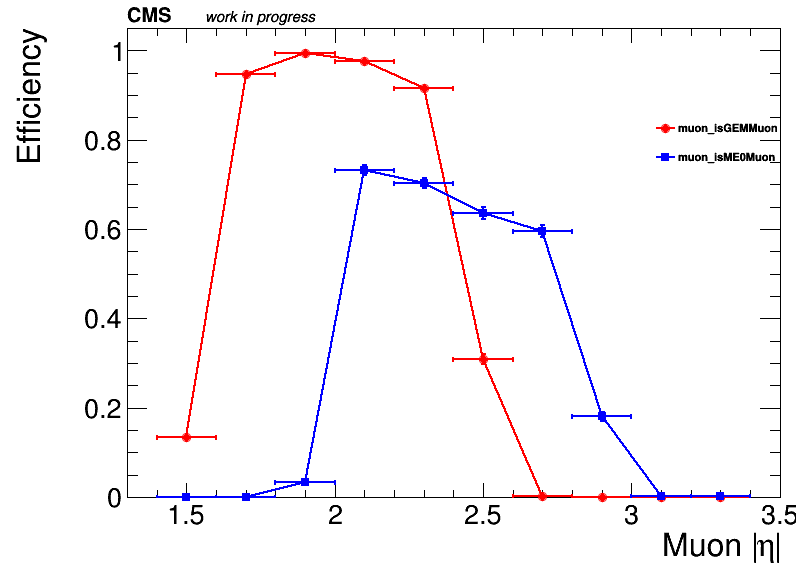 CMS work in progress
Efficiency
1
0.8
0.6
0.4
0.2
0
muon_isGEMMuon
muon_isME0Muon
1.5 2 2.5 3 3.5
Muon |η|